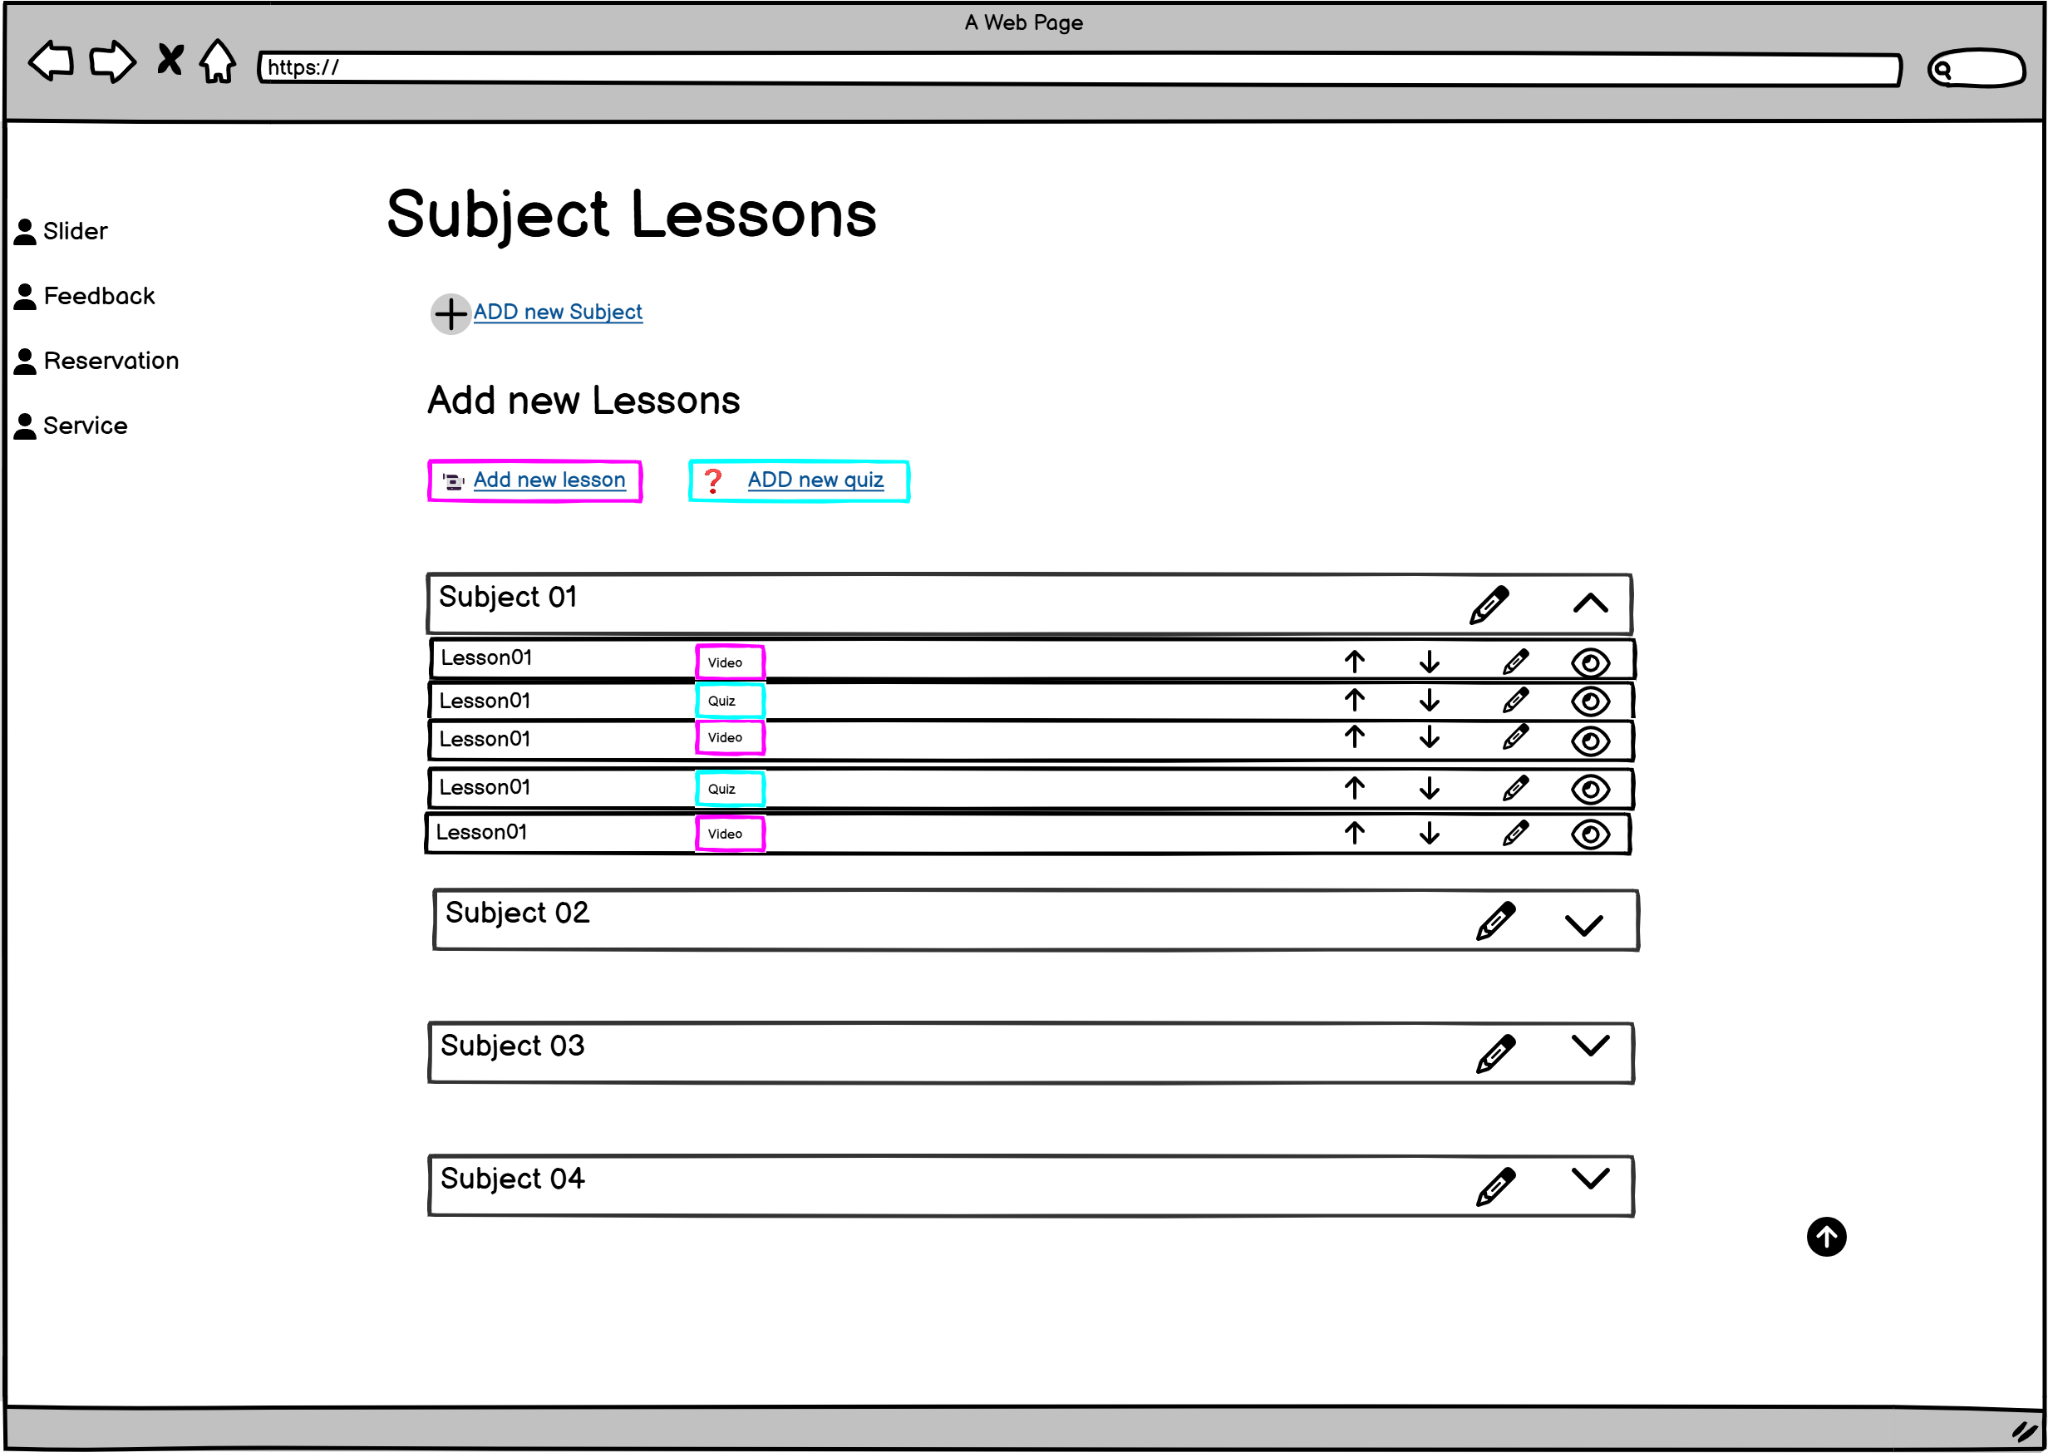 A Web Page
https://
Slider
Feedback
Reservation
Service
Subject Lessons
ADD new Subject
Add new Lessons
Add new lesson
❓ ADD new quiz
Subject 01
Lesson01 Video
Lesson01 Quiz
Lesson01 Video
Lesson01 Quiz
Lesson01 Video
Subject 02
Subject 03
Subject 04